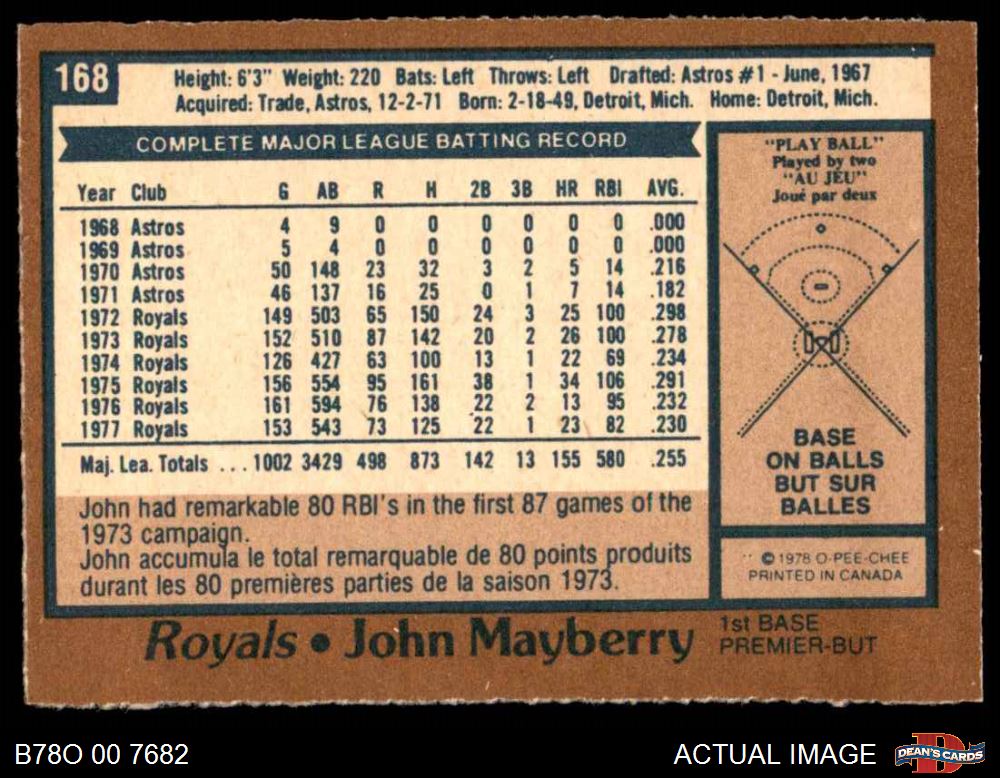 168
Height: 6'3" Weight: 220 Bats: Left Throws: Left Drafted: Astros #1 - June, 1967
Acquired: Trade, Astros, 12-2-71 Born: 2-18-49, Detroit, Mich. Home: Detroit, Mich.
COMPLETE MAJOR LEAGUE BATTING RECORD
Year Club G AB R H 2B 3B HR RBI AVG.
1968 Astros 4 9 0 0 0 0 0 0 .000
1969 Astros 5 4 0 0 0 0 0 0 .000
1970 Astros 50 148 23 32 3 2 5 14 .216
1971 Astros 46 137 16 25 0 1 7 14 .182
1972 Royals 149 503 65 150 24 3 25 100 .298
1973 Royals 152 510 87 142 20 2 26 100 .278
1974 Royals 126 427 63 100 13 1 22 69 .234
1975 Royals 156 554 95 161 38 1 34 106 .291
1976 Royals 161 594 76 138 22 2 13 95 .232
1977 Royals 153 543 73 125 22 1 23 82 .230
Maj. Lea. Totals ... 1002 3429 498 873 142 13 155 580 .255
John had remarkable 80 RBI's in the first 87 games of the
1973 campaign.
John accumula le total remarquable de 80 points produits
durant les 80 premières parties de la saison 1973.
"PLAY BALL"
Played by two
"AU JEU"
Joué par deux
BASE
ON BALLS
BUT SUR
BALLES
© 1978 O-PEE-CHEE
PRINTED IN CANADA
Royals • John Mayberry
1st BASE
PREMIER-BUT
B78O 00 7682
ACTUAL IMAGE
DEAN'S CARDS